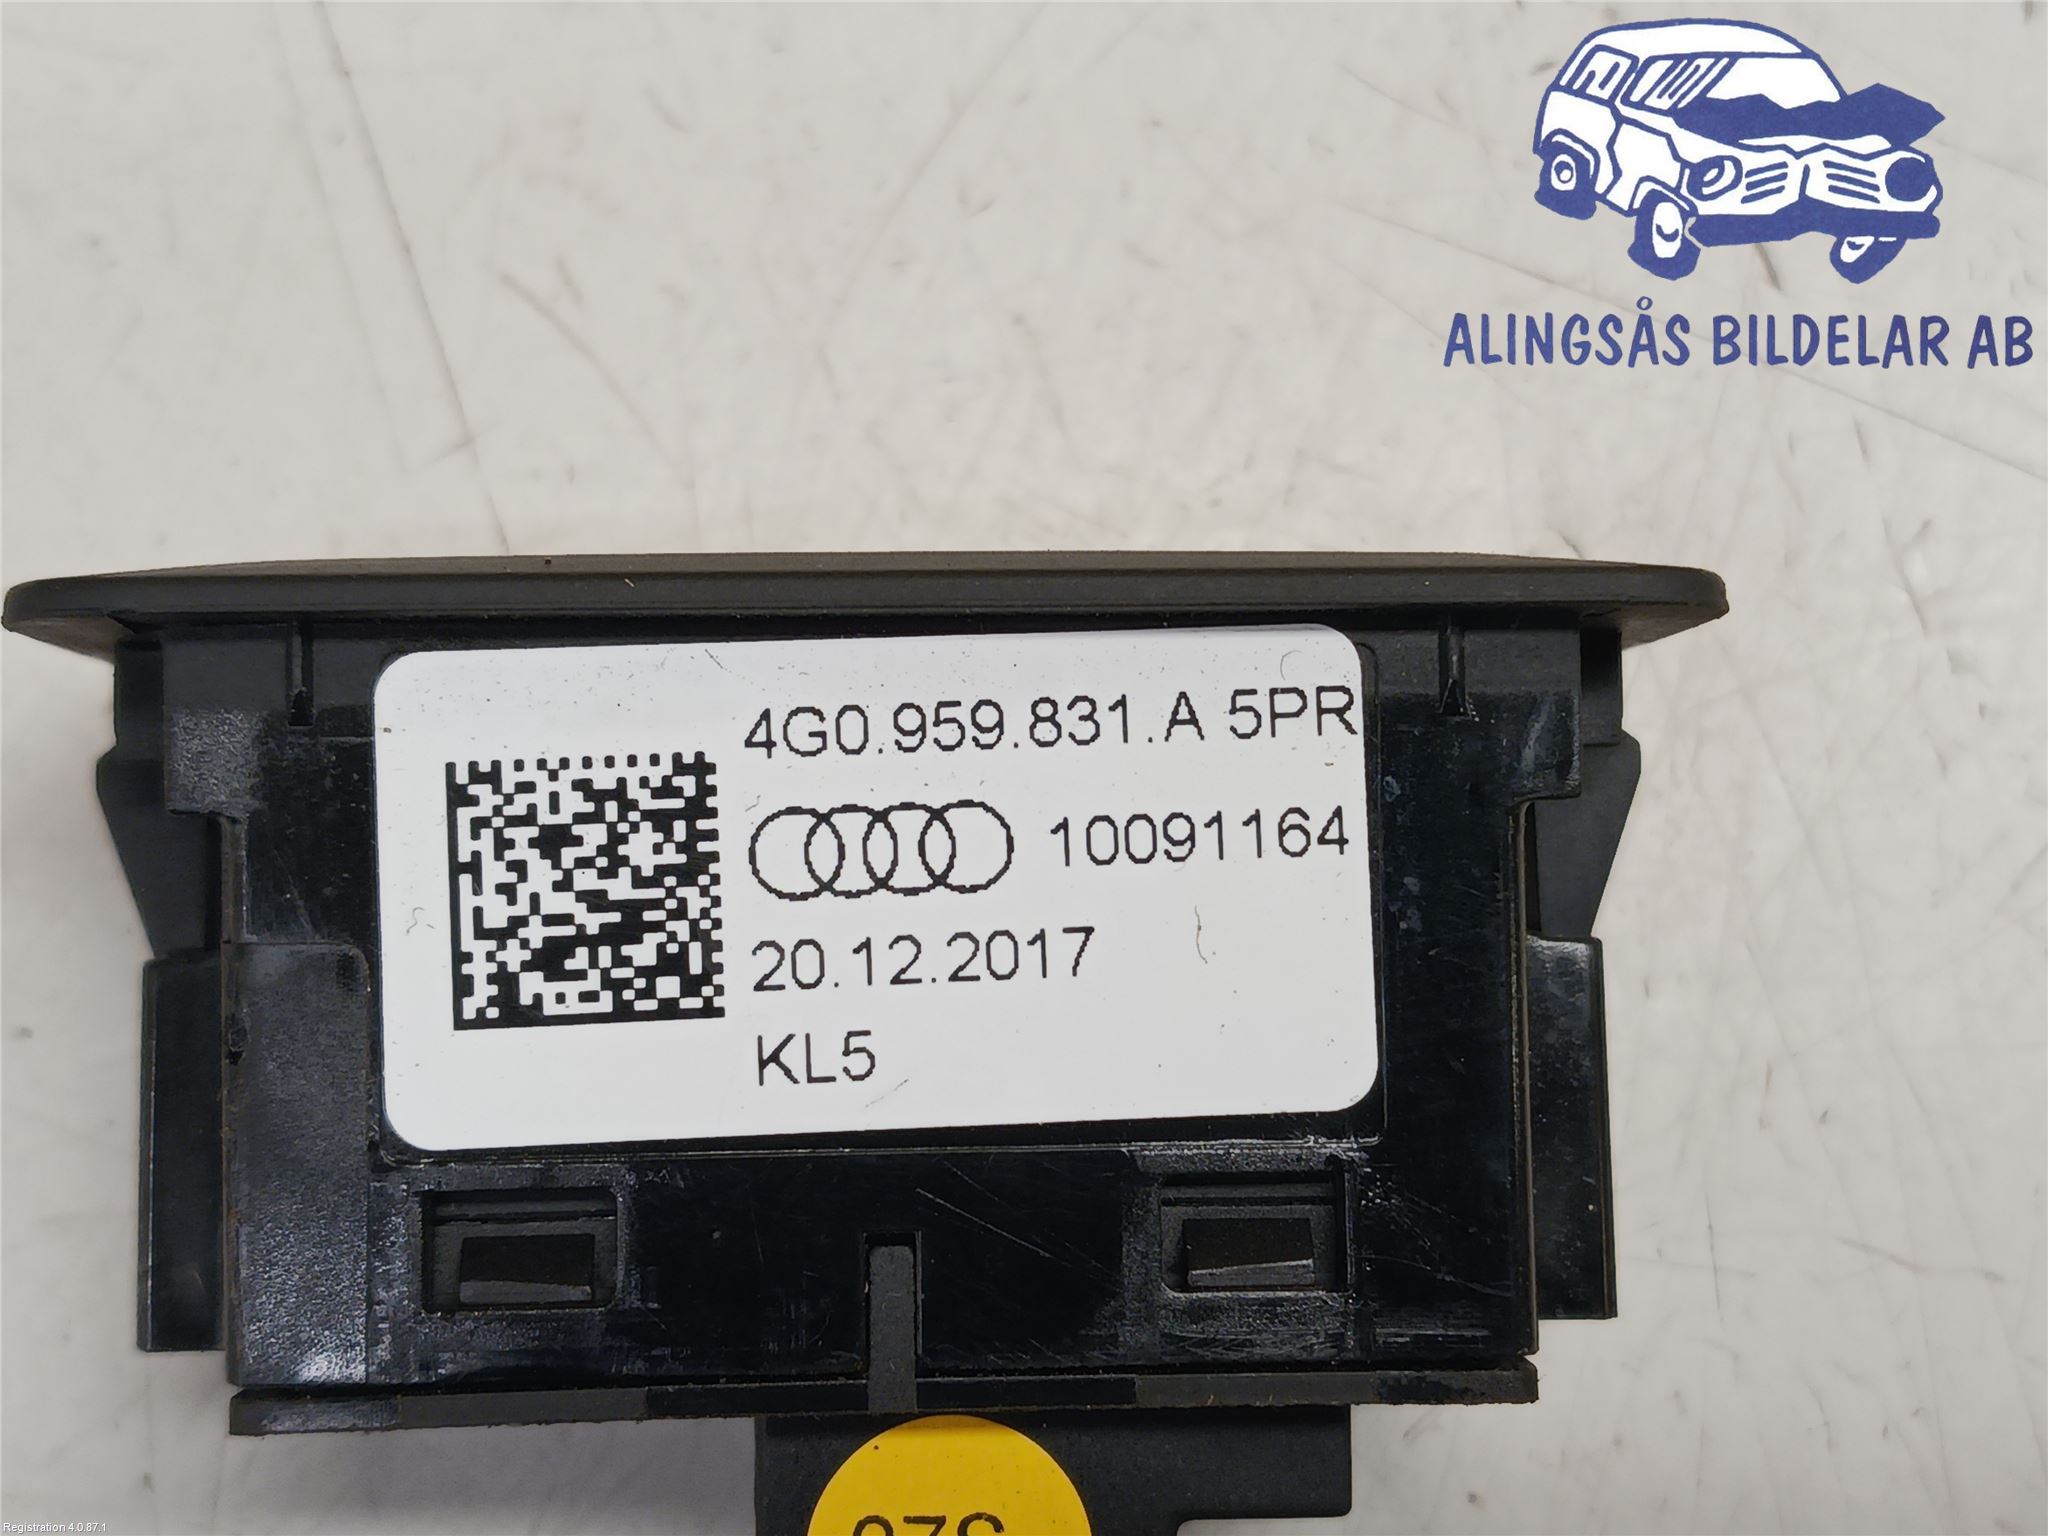 ALINGSÅS BILDELAR AB
4G0.959.831.A 5PR
10091164
20.12.2017
KL5
Registration 4.0.87.1